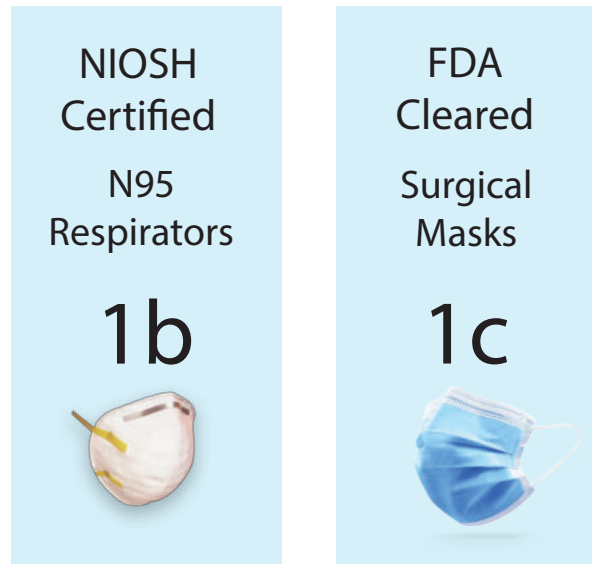 NIOSH
Certified
N95
Respirators
1b
FDA
Cleared
Surgical
Masks
1c